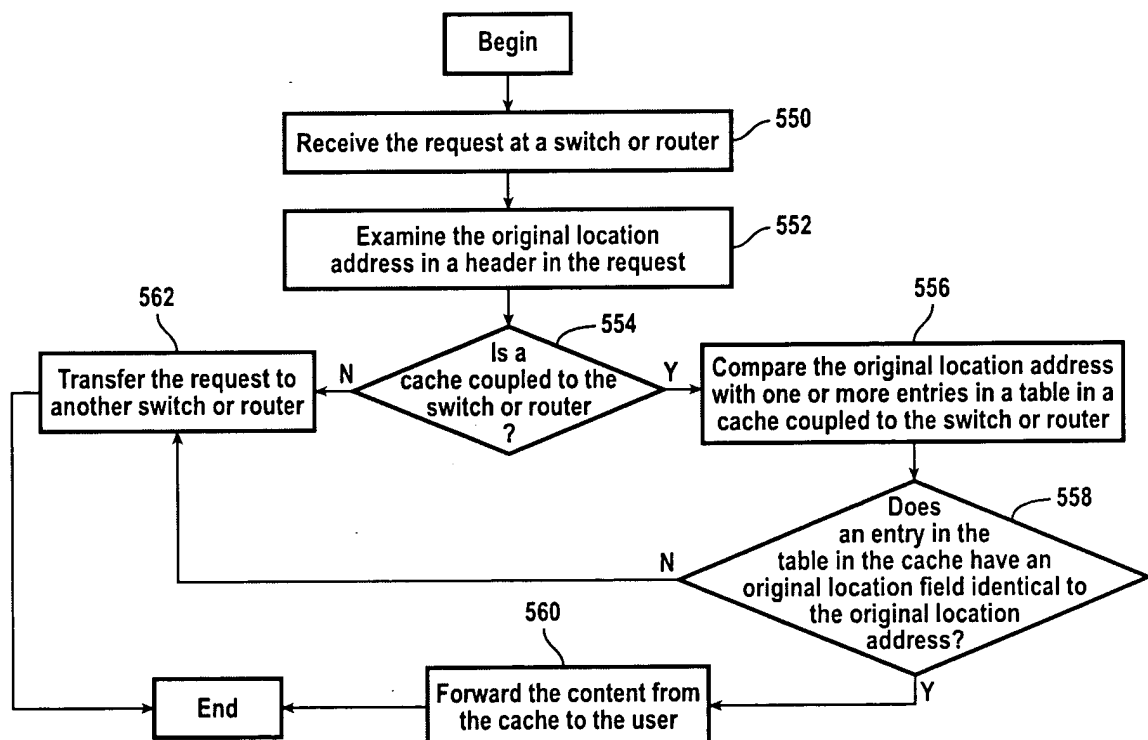 Begin
550
Receive the request at a switch or router
552
Examine the original location
address in a header in the request
562
554
556
Transfer the request to
another switch or router
N
Is a
cache coupled to the
switch or router
?
Y
Compare the original location address
with one or more entries in a table in a
cache coupled to the switch or router
558
Does
an entry in the
table in the cache have an
original location field identical to
the original location
address?
N
Y
560
Forward the content from
the cache to the user
End